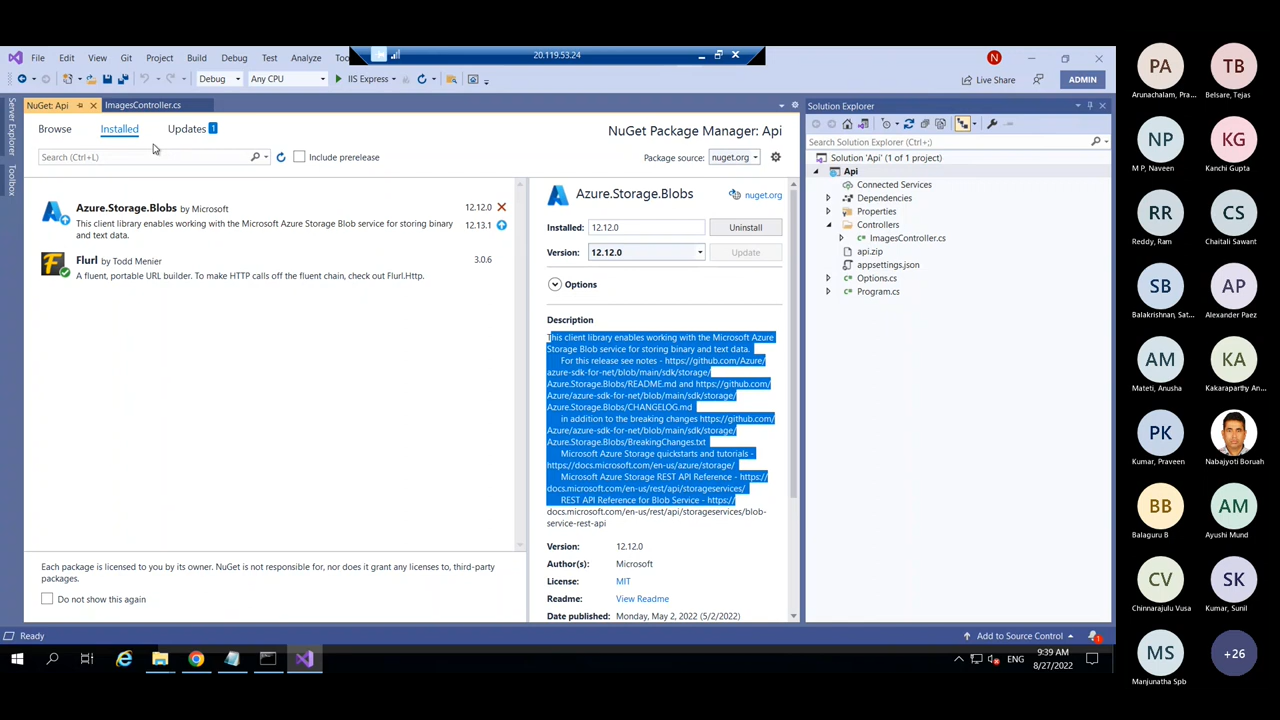 20.119.53.24
File Edit View Git Project Build Debug Test Analyze Too
N
Debug Any CPU IIS Express
Live Share ADMIN
Server Explorer
Toolbox
NuGet: Api ImagesController.cs
Browse Installed Updates 1
NuGet Package Manager: Api
Search (Ctrl+L) Include prerelease
Package source: nuget.org
Azure.Storage.Blobs by Microsoft 12.12.0
This client library enables working with the Microsoft Azure Storage Blob service for storing binary 12.13.1
and text data.
Flurl by Todd Menier 3.0.6
A fluent, portable URL builder. To make HTTP calls off the fluent chain, check out Flurl.Http.
Each package is licensed to you by its owner. NuGet is not responsible for, nor does it grant any licenses to, third-party
packages.
Do not show this again
Azure.Storage.Blobs nuget.org
Installed: 12.12.0 Uninstall
Version: 12.12.0 Update
Options
Description
This client library enables working with the Microsoft Azure
Storage Blob service for storing binary and text data.
For this release see notes - https://github.com/Azure/
azure-sdk-for-net/blob/main/sdk/storage/
Azure.Storage.Blobs/README.md and https://github.com/
Azure/azure-sdk-for-net/blob/main/sdk/storage/
Azure.Storage.Blobs/CHANGELOG.md
in addition to the breaking changes https://github.com/
Azure/azure-sdk-for-net/blob/main/sdk/storage/
Azure.Storage.Blobs/BreakingChanges.txt
Microsoft Azure Storage quickstarts and tutorials -
https://docs.microsoft.com/en-us/azure/storage/
Microsoft Azure Storage REST API Reference - https://
docs.microsoft.com/en-us/rest/api/storageservices/
REST API Reference for Blob Service - https://
docs.microsoft.com/en-us/rest/api/storageservices/blob-
service-rest-api
Version: 12.12.0
Author(s): Microsoft
License: MIT
Readme: View Readme
Date published: Monday, May 2, 2022 (5/2/2022)
Solution Explorer
Search Solution Explorer (Ctrl+;)
Solution 'Api' (1 of 1 project)
Api
Connected Services
Dependencies
Properties
Controllers
ImagesController.cs
api.zip
appsettings.json
Options.cs
Program.cs
Ready
Add to Source Control
1
ENG
9:39 AM
8/27/2022
PA TB
Arunachalam, Pra... Belsare, Tejas
NP KG
M P, Naveen Kanchi Gupta
RR CS
Reddy, Ram Chaitali Sawant
SB AP
Balakrishnan, Sat... Alexander Paez
AM KA
Mateti, Anusha Kakaraparthy An...
PK
Kumar, Praveen Nabajyoti Boruah
BB AM
Balaguru B Ayushi Mund
CV SK
Chinnarajulu Vusa Kumar, Sunil
MS +26
Manjunatha Spb